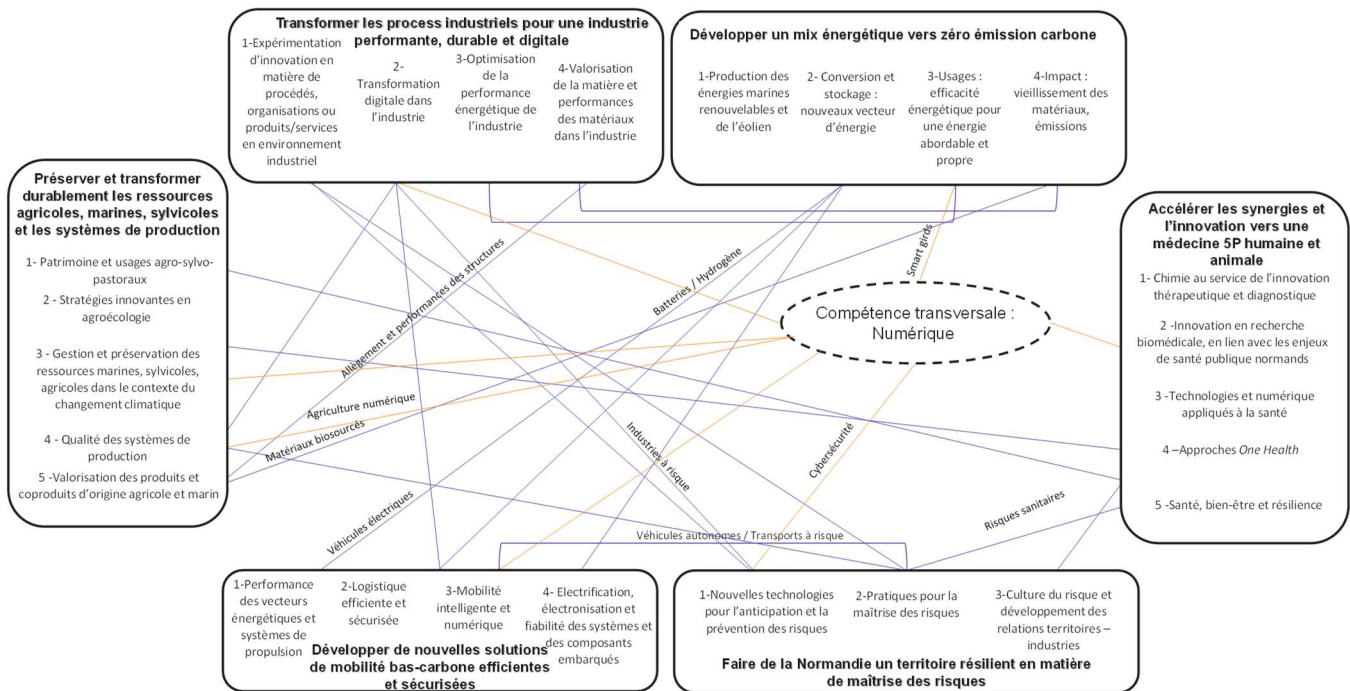 Transformer les process industriels pour une industrie
performante, durable et digitale
1-Expérimentation
d'innovation en
matière de
procédés,
organisations ou
produits/services
en environnement
industriel
2-
Transformation
digitale dans
l'industrie
3-Optimisation
de la
performance
énergétique de
l'industrie
4-Valorisation
de la matière et
performances
des matériaux
dans l'industrie
Développer un mix énergétique vers zéro émission carbone
1-Production des
énergies marines
renouvelables et
de l'éolien
2- Conversion et
stockage :
nouveaux vecteur
d'énergie
3-Usages :
efficacité
énergétique pour
une énergie
abordable et
propre
4-Impact :
vieillissement des
matériaux,
émissions
Préserver et transformer
durablement les ressources
agricoles, marines, sylvicoles
et les systèmes de production
1- Patrimoine et usages agro-sylvo-
pastoraux
2 - Stratégies innovantes en
agroécologie
3 - Gestion et préservation des
ressources marines, sylvicoles,
agricoles dans le contexte du
changement climatique
4 - Qualité des systèmes de
production
5 -Valorisation des produits et
coproduits d'origine agricole et marin
Allègement et performances des structures
Batteries / Hydrogène
Smart girds
Compétence transversale :
Numérique
Agriculture numérique
Matériaux biosourcés
Industries à risque
Cybersécurité
Véhicules électriques
Véhicules autonomes / Transports à risque
Risques sanitaires
Accélérer les synergies et
l'innovation vers une
médecine 5P humaine et
animale
1- Chimie au service de l'innovation
thérapeutique et diagnostique
2 -Innovation en recherche
biomédicale, en lien avec les enjeux
de santé publique normands
3 -Technologies et numérique
appliqués à la santé
4 –Approches One Health
5 -Santé, bien-être et résilience
1-Performance
des vecteurs
énergétiques et
systèmes de
propulsion
2-Logistique
efficiente et
sécurisée
3-Mobilité
intelligente et
numérique
4- Electrification,
électronisation et
fiabilité des systèmes et
des composants
embarqués
Développer de nouvelles solutions
de mobilité bas-carbone efficientes
et sécurisées
1-Nouvelles technologies
pour l'anticipation et la
prévention des risques
2-Pratiques pour la
maîtrise des risques
3-Culture du risque et
développement des
relations territoires –
industries
Faire de la Normandie un territoire résilient en matière
de maîtrise des risques